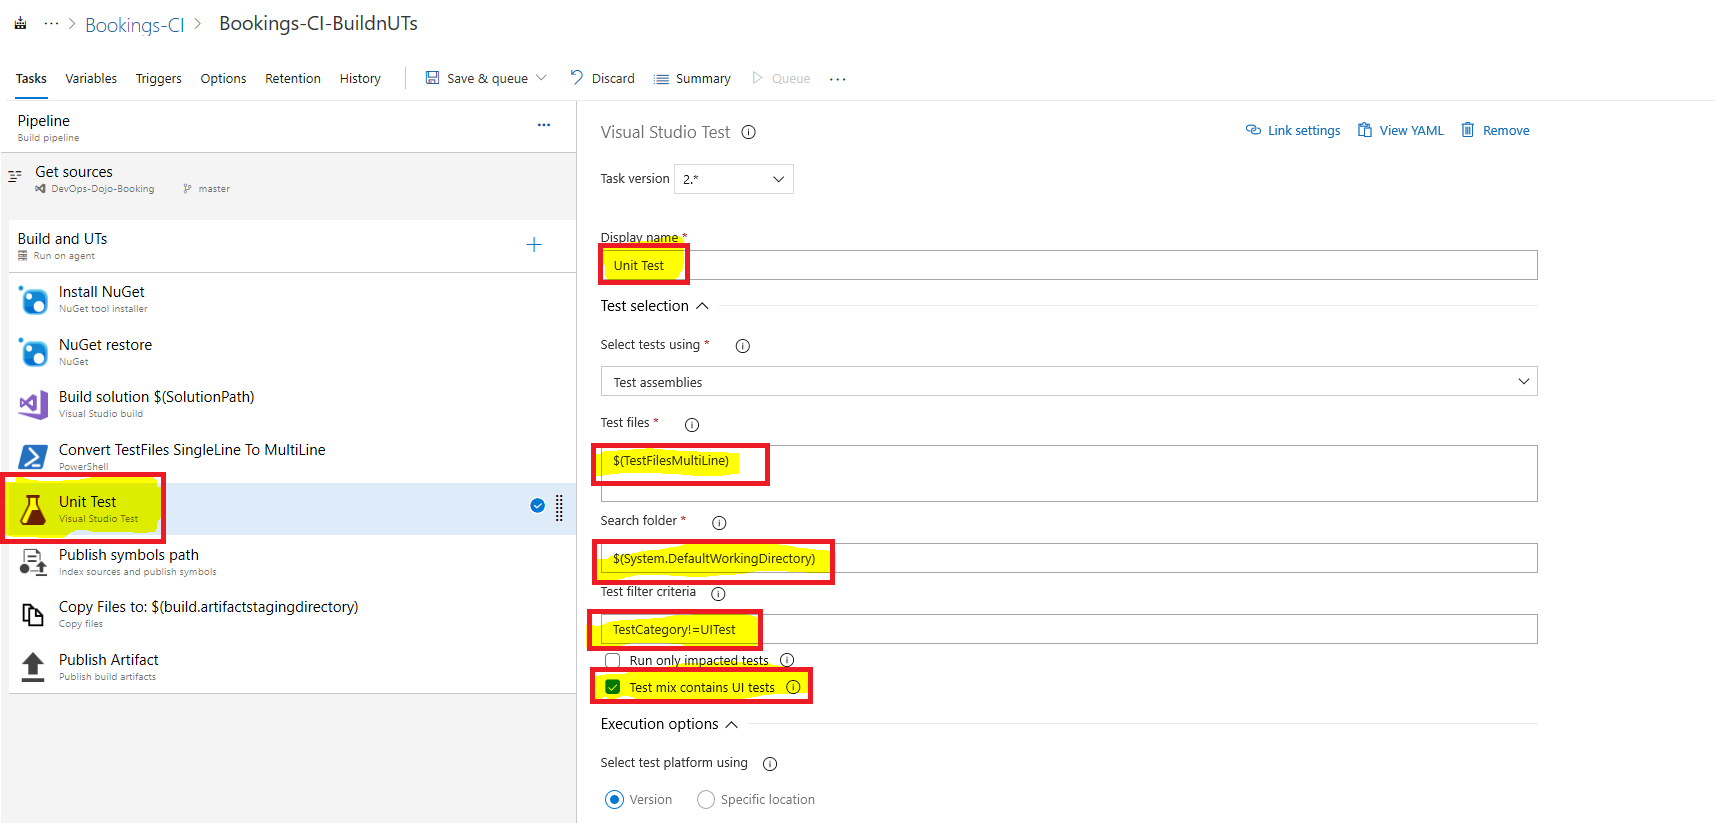 ··· > Bookings-CI > Bookings-CI-BuildnUTs
Tasks Variables Triggers Options Retention History Save & queue Discard Summary Queue ···
Pipeline ···
Build pipeline
Get sources
DevOps-Dojo-Booking master
Build and UTs
Run on agent
Install NuGet
NuGet tool installer
NuGet restore
NuGet
Build solution $(SolutionPath)
Visual Studio build
Convert TestFiles SingleLine To MultiLine
PowerShell
Unit Test
Visual Studio Test
Publish symbols path
Index sources and publish symbols
Copy Files to: $(build.artifactstagingdirectory)
Copy files
Publish Artifact
Publish build artifacts
Visual Studio Test
Link settings View YAML Remove
Task version 2.*
Display name *
Unit Test
Test selection
Select tests using *
Test assemblies
Test files *
$(TestFilesMultiLine)
Search folder *
$(System.DefaultWorkingDirectory)
Test filter criteria
TestCategory!=UITest
Run only impacted tests
Test mix contains UI tests
Execution options
Select test platform using
Version Specific location